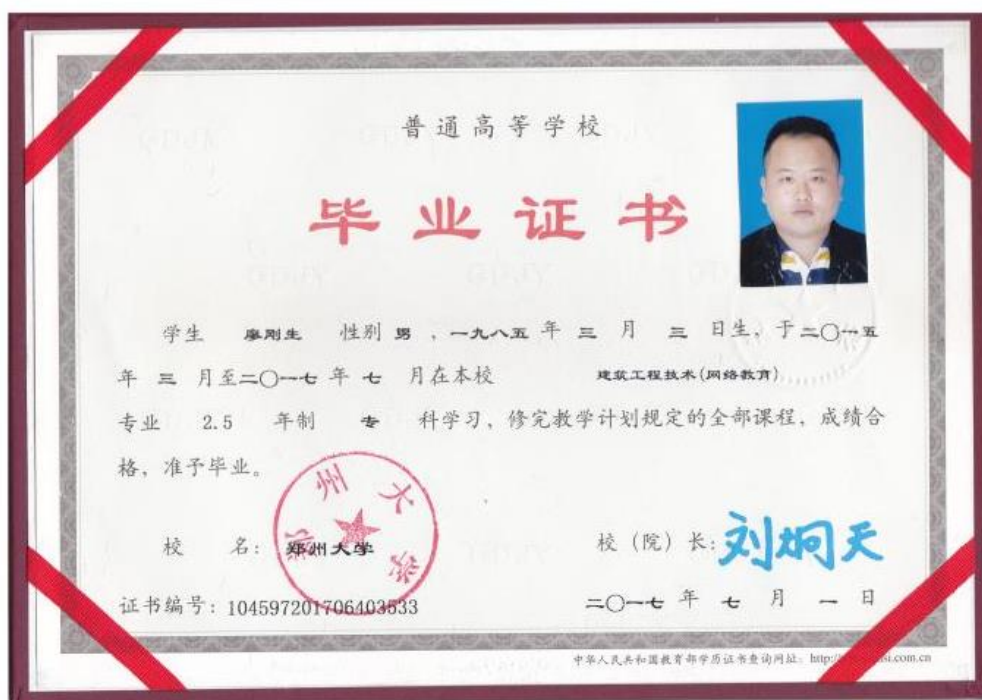 普通高等学校
毕业证书
学生 廖刚生 性别 男 ，一九八五 年 三 月 三 日生，于二〇一五
年 三 月至二〇一七 年 七 月在本校 建筑工程技术(网络教育)
专业 2.5 年制 专 科学习，修完教学计划规定的全部课程，成绩合
格，准予毕业。
郑州大学
校 名：郑州大学
校（院）长：刘炯天
证书编号：104597201706403533
二〇一七 年 七 月 一 日
中华人民共和国教育部学历证书查询网址：http://